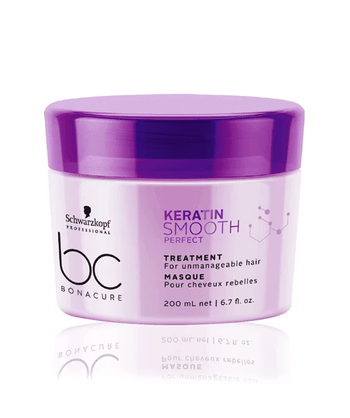 Schwarzkopf
PROFESSIONAL
bc
BONACURE
KERATIN
SMOOTH
PERFECT
TREATMENT
For unmanageable hair
MASQUE
Pour cheveux rebelles
200 mL net | 6.7 fl. oz.